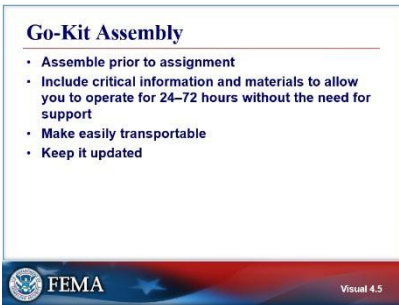 Go-Kit Assembly
• Assemble prior to assignment
• Include critical information and materials to allow
you to operate for 24–72 hours without the need for
support
• Make easily transportable
• Keep it updated
FEMA
Visual 4.5